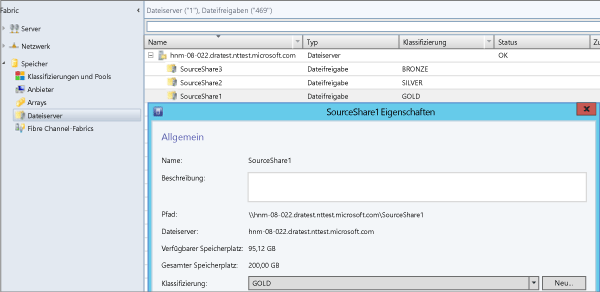 Fabric
Dateiserver ("1"), Dateifreigaben ("469")
Server
Netzwerk
Speicher
Klassifizierungen und Pools
Anbieter
Arrays
Dateiserver
Fibre Channel-Fabrics
Name Typ Klassifizierung Status Zu
hnm-08-022.dratest.nttest.microsoft.com Dateiserver OK
SourceShare3 Dateifreigabe BRONZE
SourceShare2 Dateifreigabe SILVER
SourceShare1 Dateifreigabe GOLD
SourceShare1 Eigenschaften
Allgemein
Name: SourceShare1
Beschreibung:
Pfad: \\hnm-08-022.dratest.nttest.microsoft.com\SourceShare1
Dateiserver: hnm-08-022.dratest.nttest.microsoft.com
Verfügbarer Speicherplatz: 95,12 GB
Gesamter Speicherplatz: 200,00 GB
Klassifizierung: GOLD Neu...